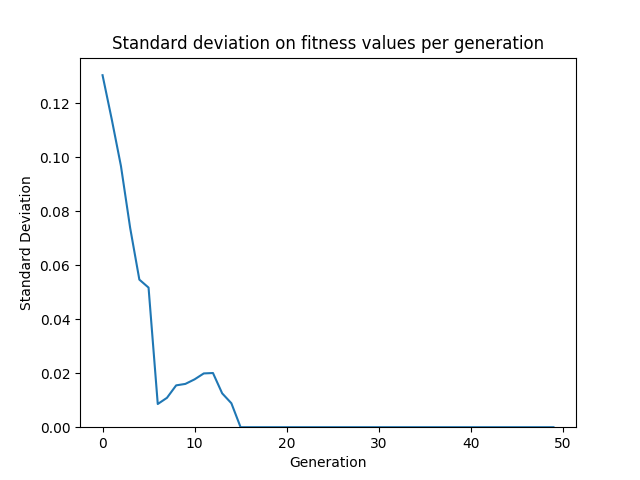 Standard deviation on fitness values per generation
0.12
0.10
0.08
0.06
0.04
0.02
0.00
Standard Deviation
0 10 20 30 40 50
Generation